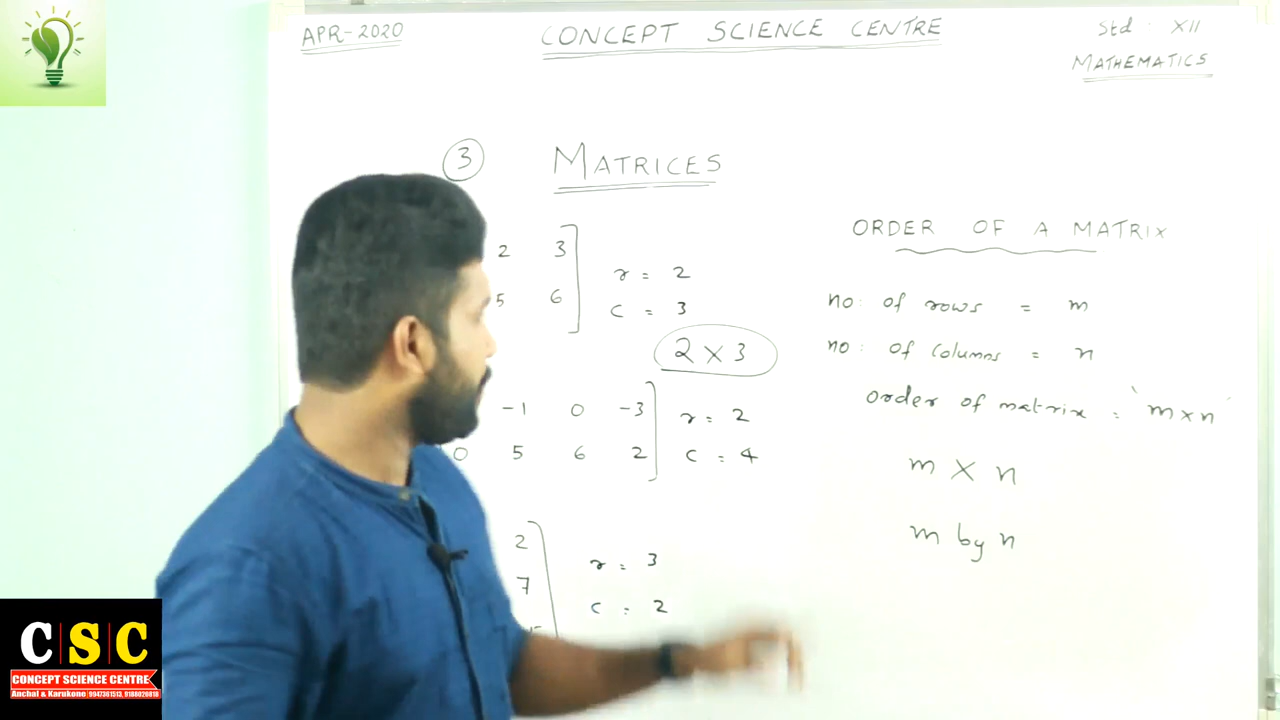 APR-2020 CONCEPT SCIENCE CENTRE Std : XII
MATHEMATICS
3 MATRICES
2 3
5 6
r = 2
c = 3
2 X 3
-1 0 -3
0 5 6 2
r = 2
c = 4
2
7
r = 3
c = 2
ORDER OF A MATRIX
no: of rows = m
no: of columns = n
order of matrix = 'm x n'
m X n
m by n
CSC
CONCEPT SCIENCE CENTRE
Anchal & Karukone | 9947381513, 9188020818